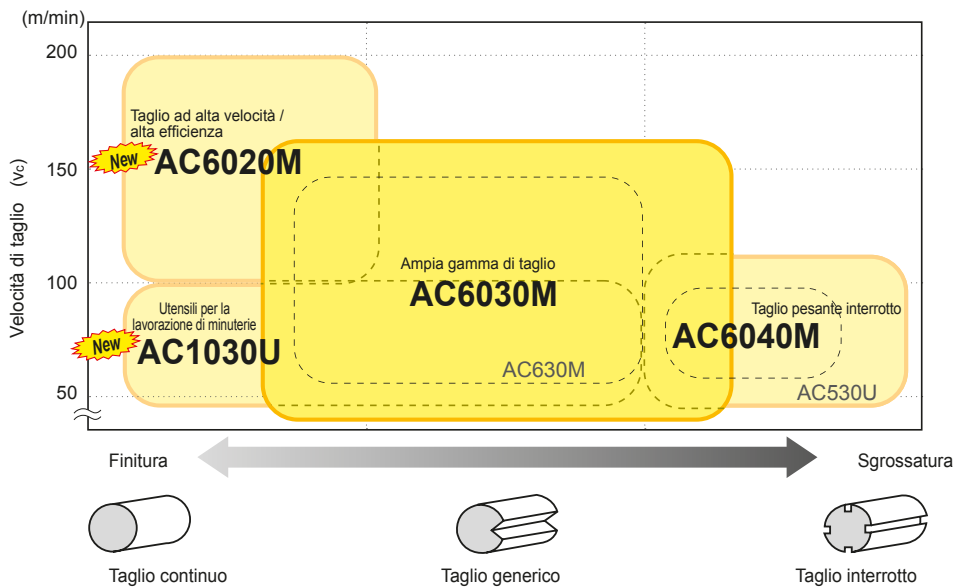 (m/min)
200
Taglio ad alta velocità /
alta efficienza
New
AC6020M
150
Velocità di taglio (vc)
Ampia gamma di taglio
AC6030M
100
Utensili per la
lavorazione di minuterie
New
AC1030U
Taglio pesante interrotto
AC6040M
AC630M
AC530U
50
Finitura
Sgrossatura
Taglio continuo
Taglio generico
Taglio interrotto